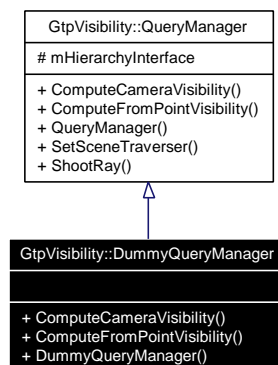 GtpVisibility::QueryManager
# mHierarchyInterface
+ ComputeCameraVisibility()
+ ComputeFromPointVisibility()
+ QueryManager()
+ SetSceneTraverser()
+ ShootRay()
GtpVisibility::DummyQueryManager
+ ComputeCameraVisibility()
+ ComputeFromPointVisibility()
+ DummyQueryManager()